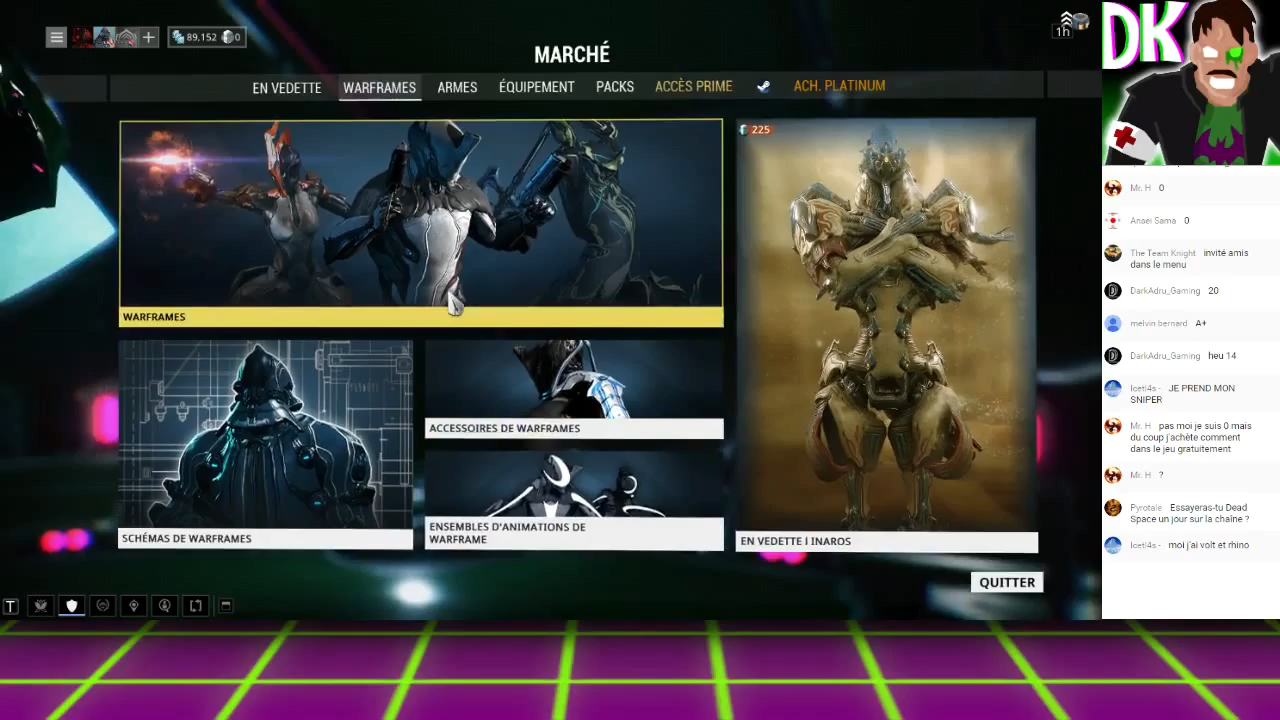 89,152 0
1h
MARCHÉ
EN VEDETTE WARFRAMES ARMES ÉQUIPEMENT PACKS ACCÈS PRIME ACH. PLATINUM
225
WARFRAMES
ACCESSOIRES DE WARFRAMES
SCHÉMAS DE WARFRAMES
ENSEMBLES D'ANIMATIONS DE
WARFRAME
EN VEDETTE | INAROS
QUITTER
T
DK
Mr. H 0
Anaei Sama 0
The Team Knight invité amis
dans le menu
DarkAdru_Gaming 20
melvin bernard A+
DarkAdru_Gaming heu 14
Icetl4s - JE PREND MON
SNIPER
Mr. H pas moi je suis 0 mais
du coup j'achète comment
dans le jeu gratuitement
Mr. H ?
Pyrotale Essayeras-tu Dead
Space un jour sur la chaîne ?
Icetl4s - moi j'ai volt et rhino